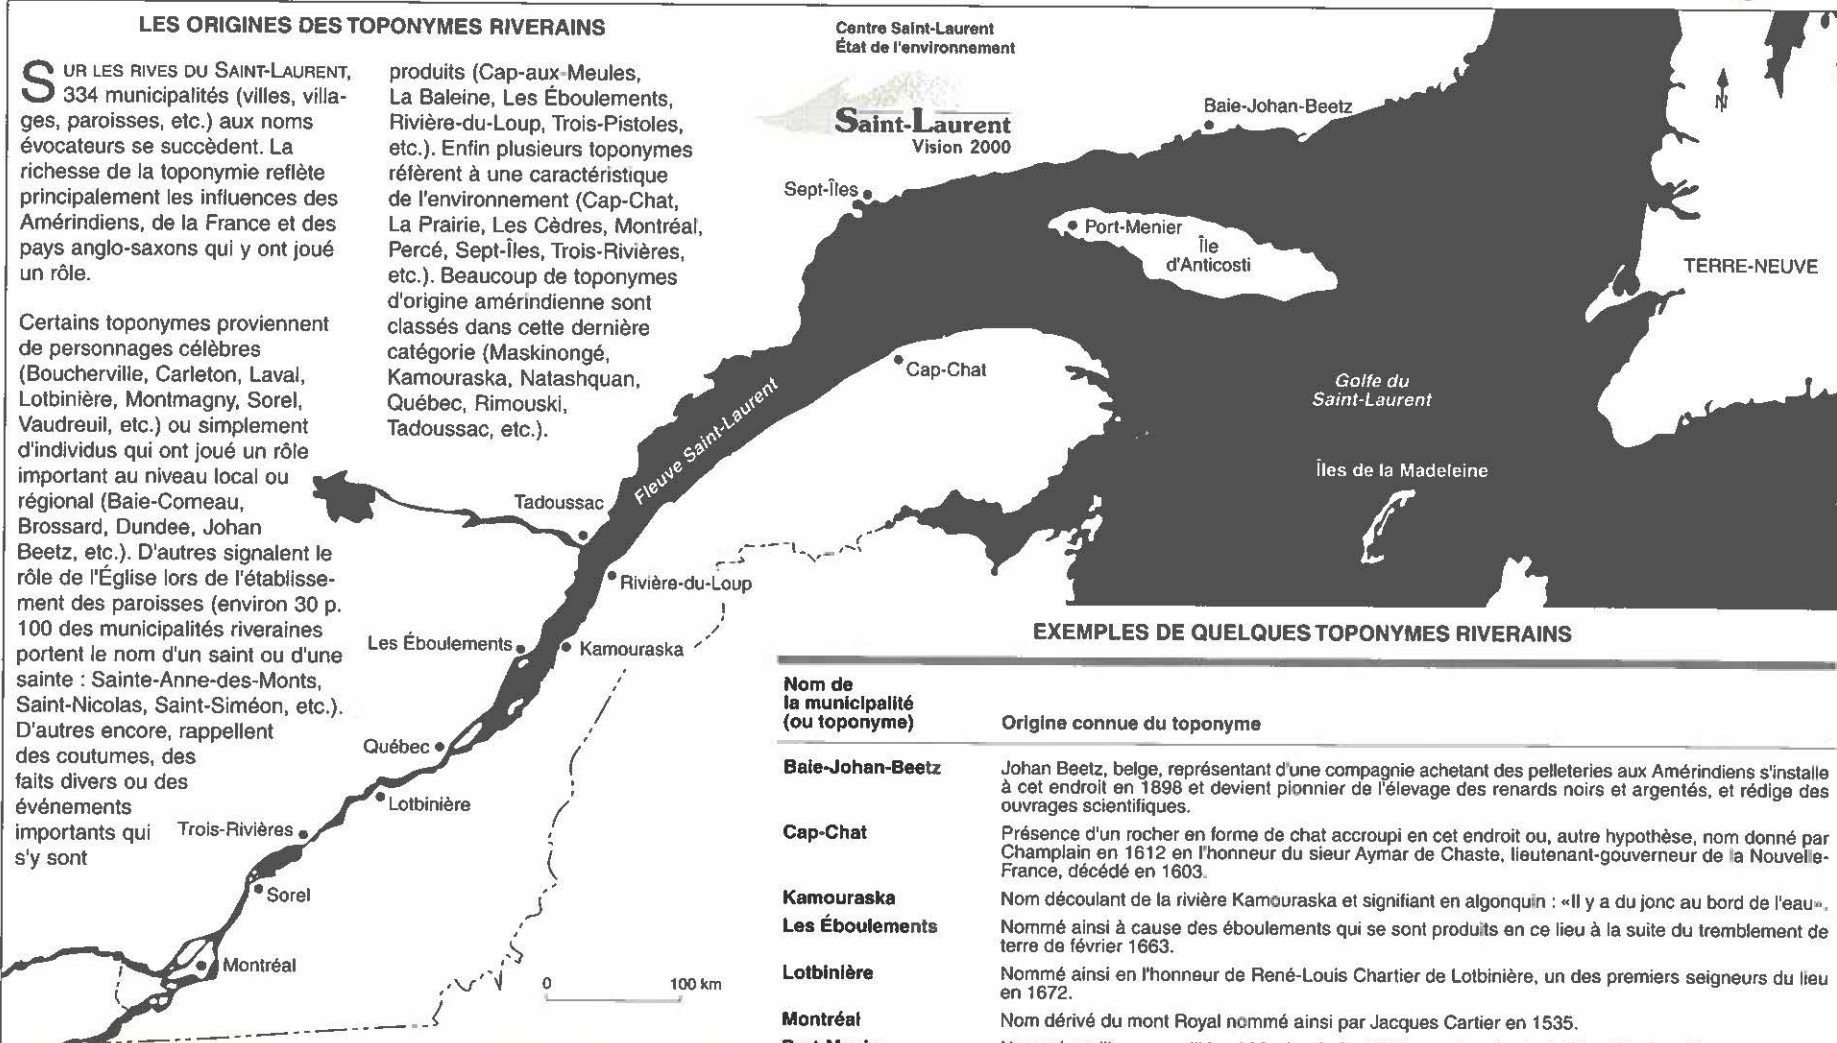 LES ORIGINES DES TOPONYMES RIVERAINS
SUR LES RIVES DU SAINT-LAURENT,
334 municipalités (villes, villa-
ges, paroisses, etc.) aux noms
évocateurs se succèdent. La
richesse de la toponymie reflète
principalement les influences des
Amérindiens, de la France et des
pays anglo-saxons qui y ont joué
un rôle.
Certains toponymes proviennent
de personnages célèbres
(Boucherville, Carleton, Laval,
Lotbinière, Montmagny, Sorel,
Vaudreuil, etc.) ou simplement
d'individus qui ont joué un rôle
important au niveau local ou
régional (Baie-Comeau,
Brossard, Dundee, Johan
Beetz, etc.). D'autres signalent le
rôle de l'Église lors de l'établisse-
ment des paroisses (environ 30 p.
100 des municipalités riveraines
portent le nom d'un saint ou d'une
sainte : Sainte-Anne-des-Monts,
Saint-Nicolas, Saint-Siméon, etc.).
D'autres encore, rappellent
des coutumes, des
faits divers ou des
événements
importants qui
s'y sont
produits (Cap-aux-Meules,
La Baleine, Les Éboulements,
Rivière-du-Loup, Trois-Pistoles,
etc.). Enfin plusieurs toponymes
réfèrent à une caractéristique
de l'environnement (Cap-Chat,
La Prairie, Les Cèdres, Montréal,
Percé, Sept-Îles, Trois-Rivières,
etc.). Beaucoup de toponymes
d'origine amérindienne sont
classés dans cette dernière
catégorie (Maskinongé,
Kamouraska, Natashquan,
Québec, Rimouski,
Tadoussac, etc.).
Centre Saint-Laurent
État de l'environnement
Saint-Laurent
Vision 2000
Baie-Johan-Beetz
N
Sept-Îles
Port-Menier
Île
d'Anticosti
TERRE-NEUVE
Cap-Chat
Golfe du
Saint-Laurent
Fleuve Saint-Laurent
Îles de la Madeleine
Tadoussac
Rivière-du-Loup
Les Éboulements
Kamouraska
Québec
Lotbinière
Trois-Rivières
Sorel
Montréal
0 100 km
EXEMPLES DE QUELQUES TOPONYMES RIVERAINS
Nom de
la municipalité
(ou toponyme) Origine connue du toponyme
Baie-Johan-Beetz Johan Beetz, belge, représentant d'une compagnie achetant des pelleteries aux Amérindiens s'installe
à cet endroit en 1898 et devient pionnier de l'élevage des renards noirs et argentés, et rédige des
ouvrages scientifiques.
Cap-Chat Présence d'un rocher en forme de chat accroupi en cet endroit ou, autre hypothèse, nom donné par
Champlain en 1612 en l'honneur du sieur Aymar de Chaste, lieutenant-gouverneur de la Nouvelle-
France, décédé en 1603.
Kamouraska Nom découlant de la rivière Kamouraska et signifiant en algonquin : «Il y a du jonc au bord de l'eau».
Les Éboulements Nommé ainsi à cause des éboulements qui se sont produits en ce lieu à la suite du tremblement de
terre de février 1663.
Lotbinière Nommé ainsi en l'honneur de René-Louis Chartier de Lotbinière, un des premiers seigneurs du lieu
en 1672.
Montréal Nom dérivé du mont Royal nommé ainsi par Jacques Cartier en 1535.